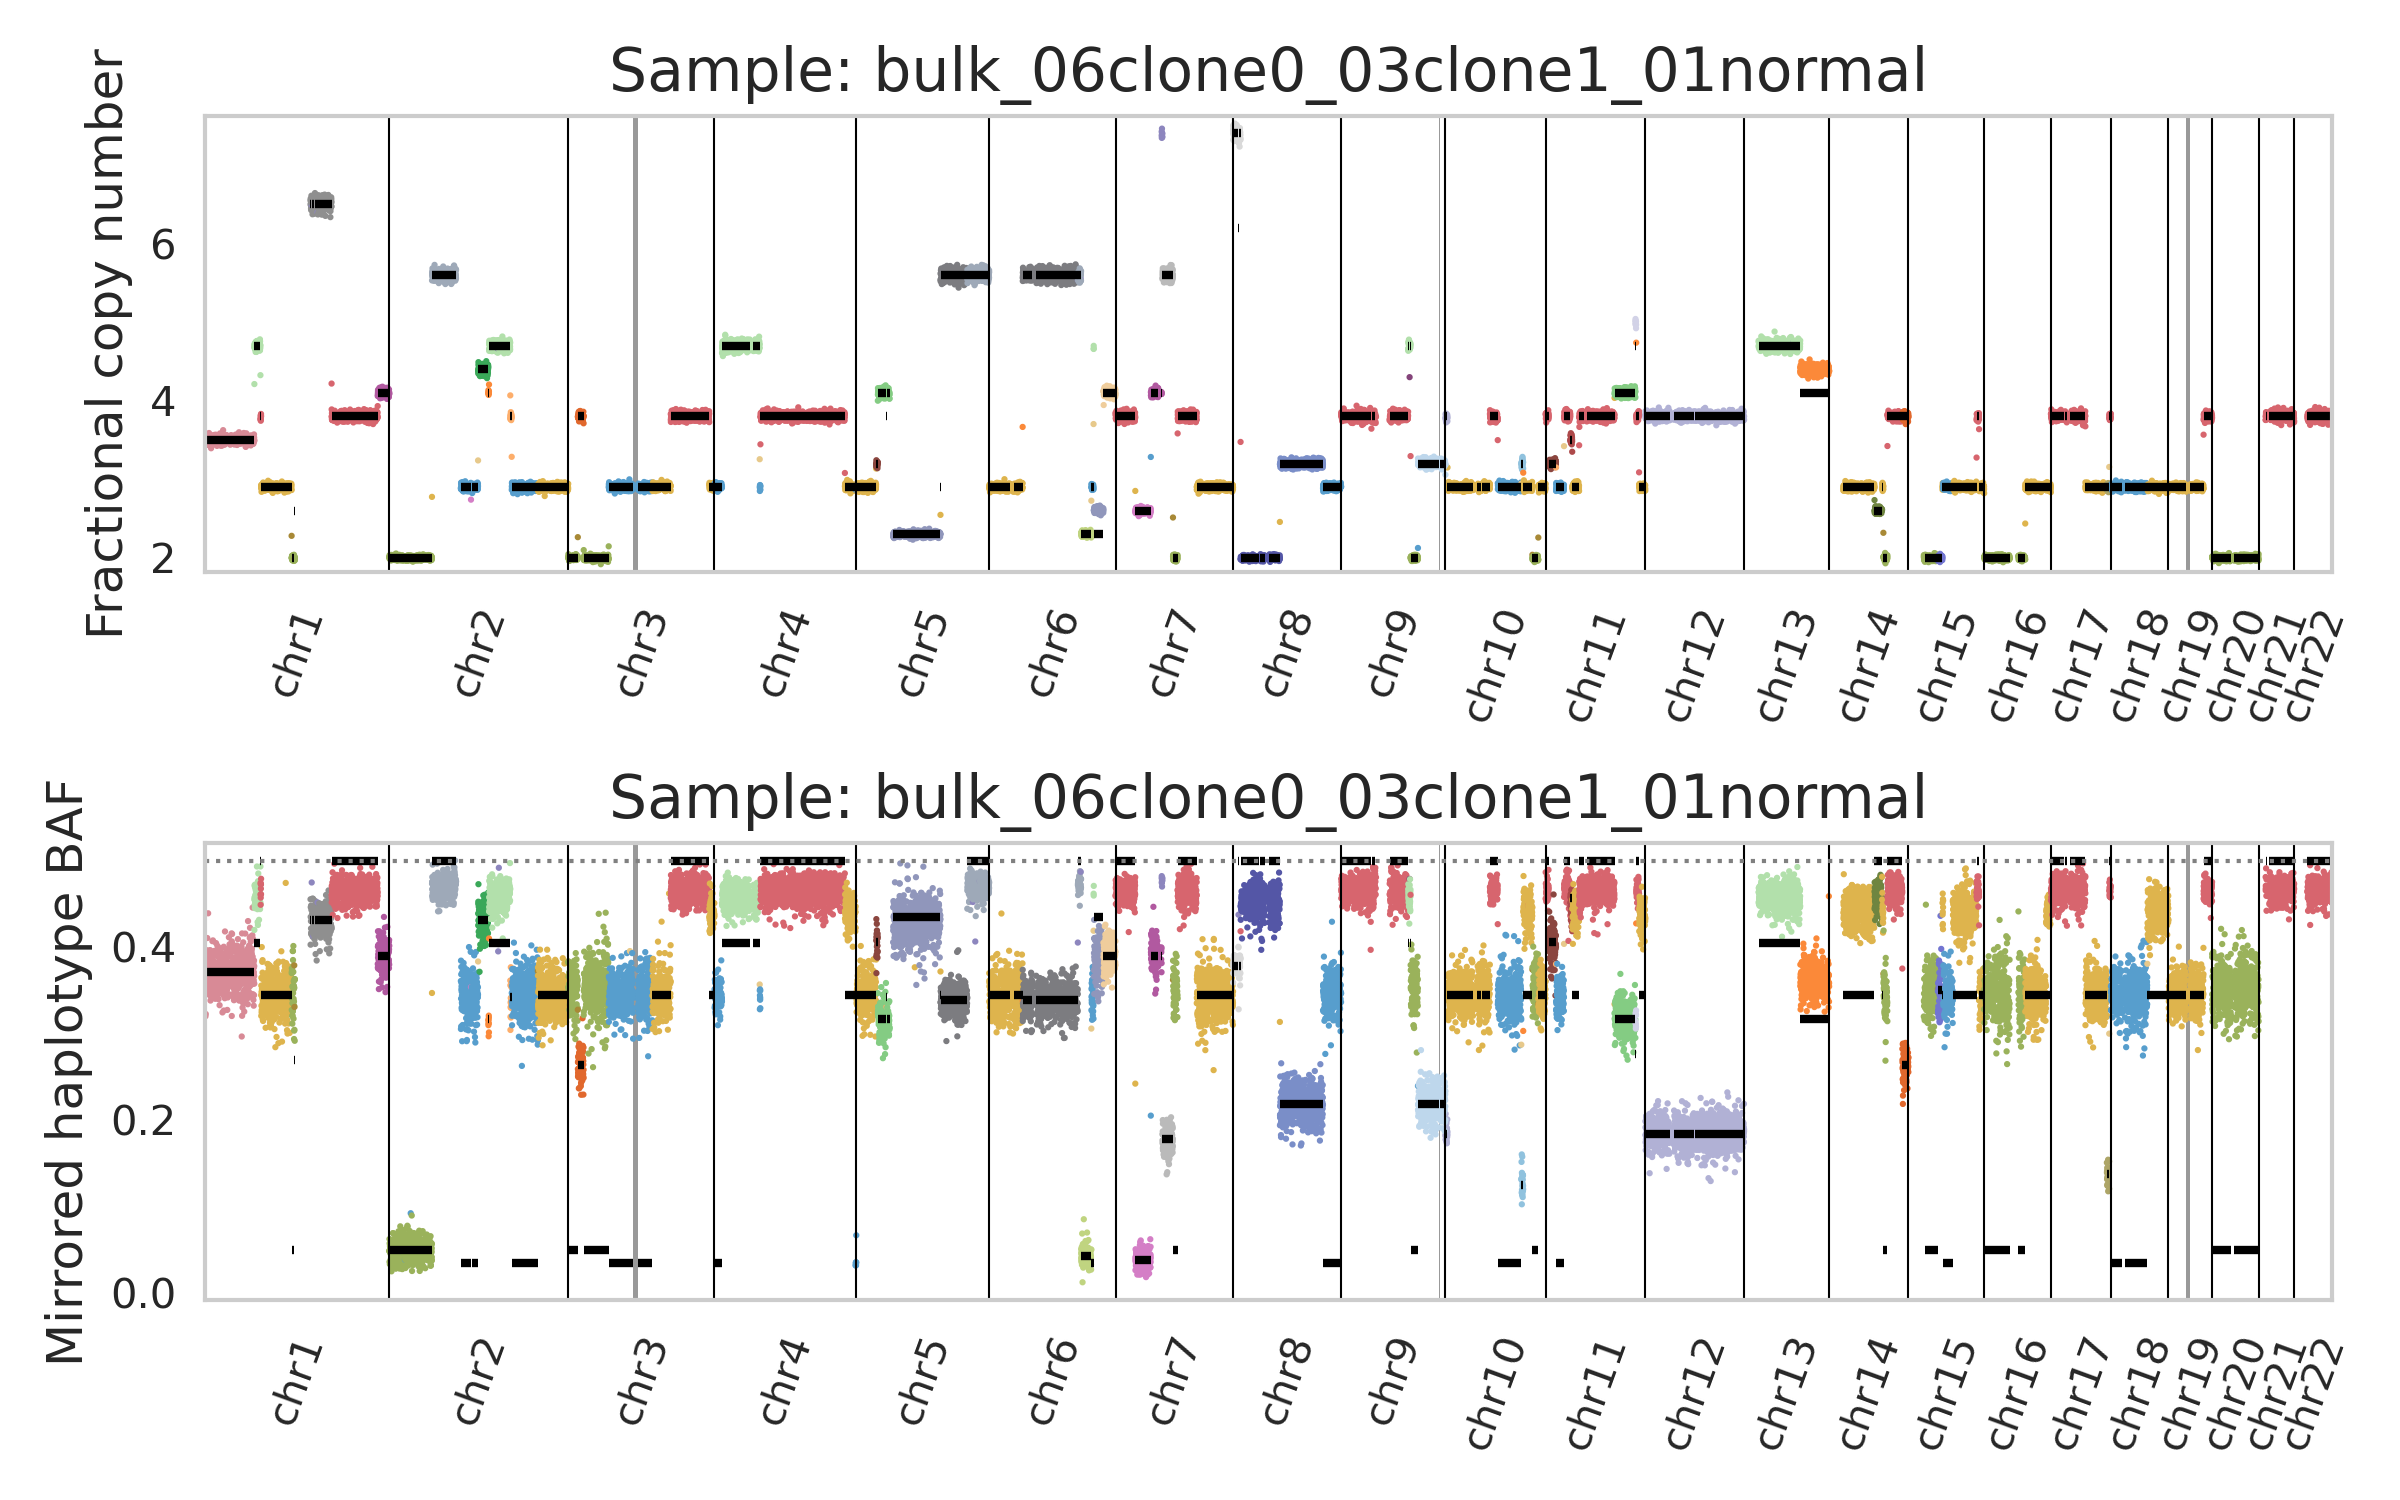 Sample: bulk_06clone0_03clone1_01normal
Fractional copy number
6
4
2
chr1 chr2 chr3 chr4 chr5 chr6 chr7 chr8 chr9 chr10 chr11 chr12 chr13 chr14 chr15 chr16 chr17 chr18 chr19 chr20 chr21 chr22
Sample: bulk_06clone0_03clone1_01normal
Mirrored haplotype BAF
0.4
0.2
0.0
chr1 chr2 chr3 chr4 chr5 chr6 chr7 chr8 chr9 chr10 chr11 chr12 chr13 chr14 chr15 chr16 chr17 chr18 chr19 chr20 chr21 chr22